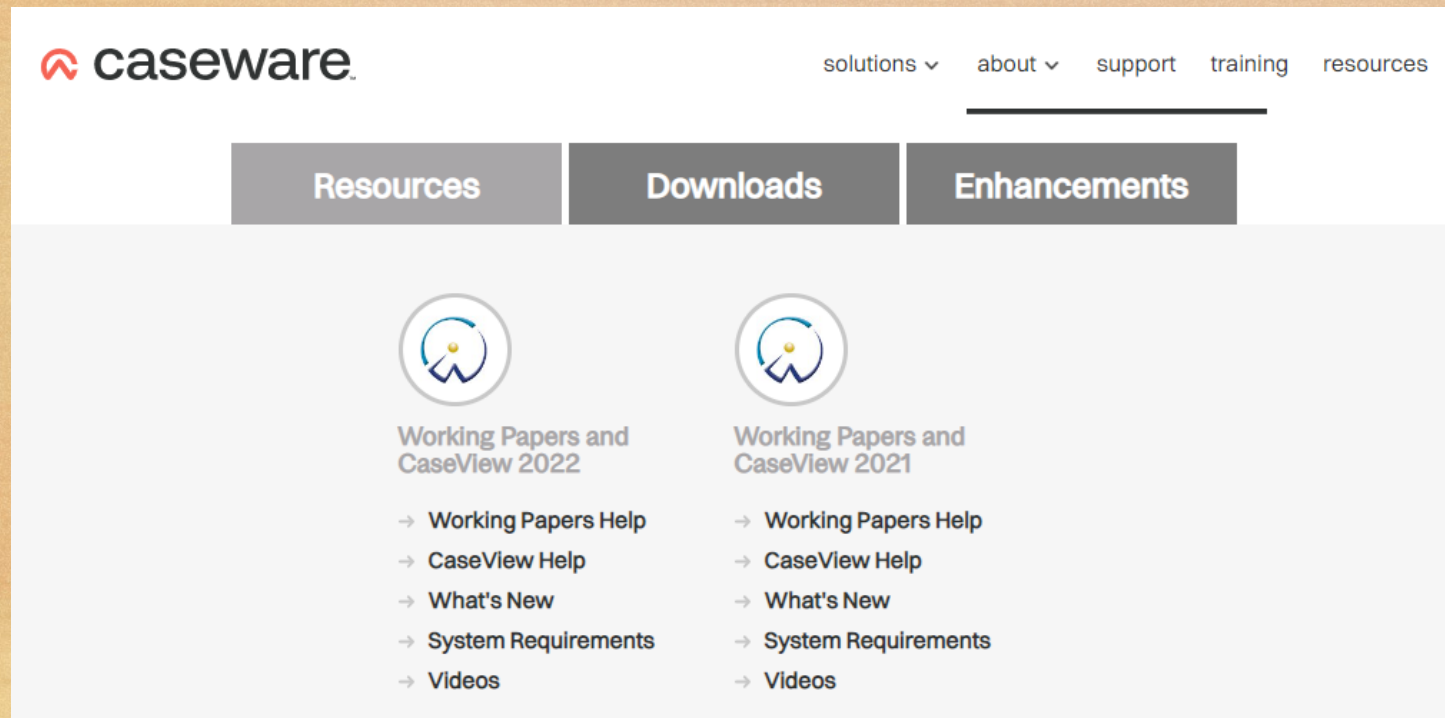 caseware
solutions about support training resources
Resources Downloads Enhancements
Working Papers and
CaseView 2022
Working Papers Help
CaseView Help
What's New
System Requirements
Videos
Working Papers and
CaseView 2021
Working Papers Help
CaseView Help
What's New
System Requirements
Videos